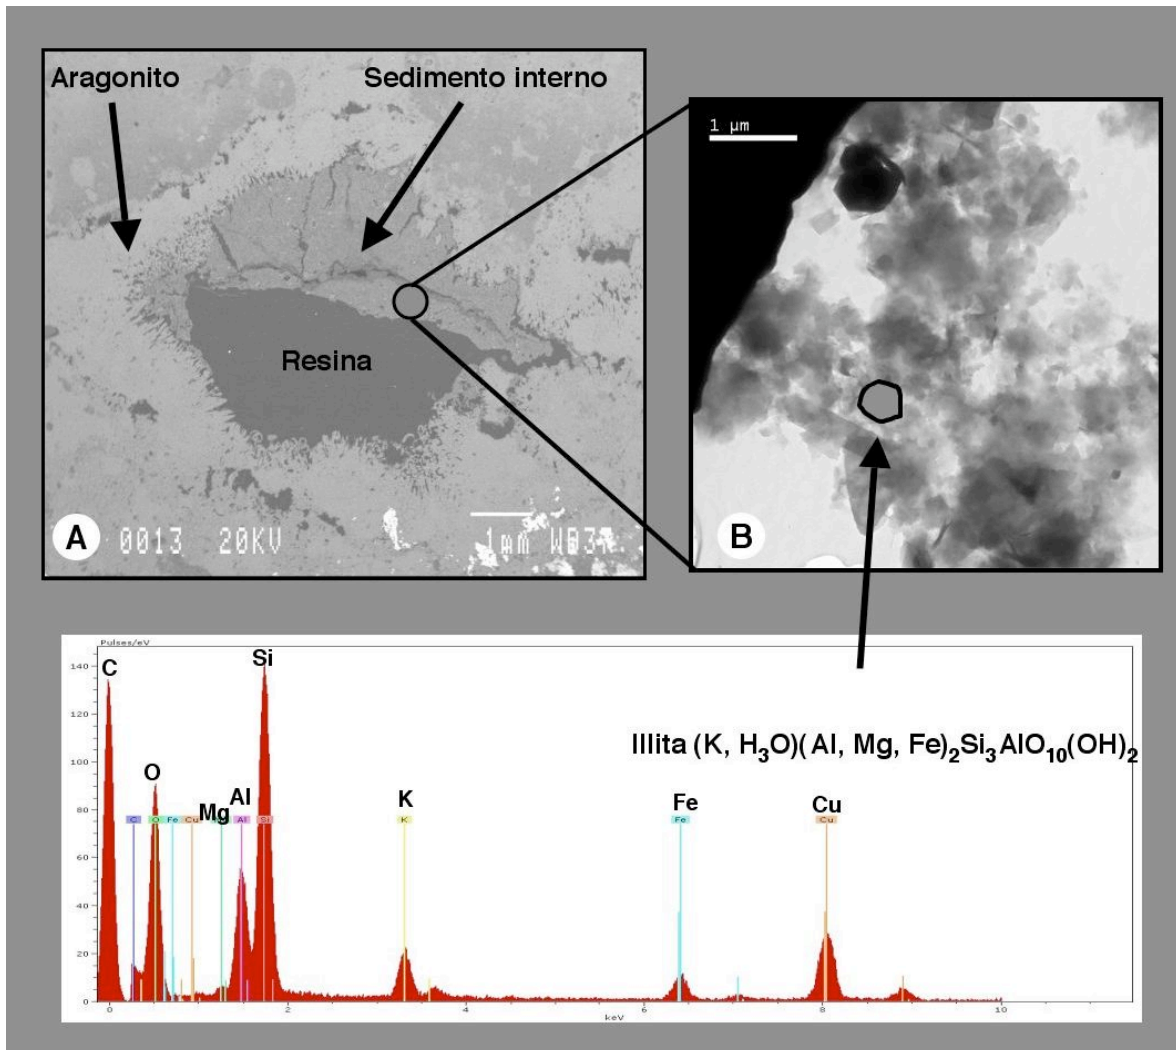 Aragonito
Sedimento interno
Resina
A
0013 20KV
1mm
1 µm
B
Pulses/eV
C
O
Mg
Al
Si
K
Fe
Cu
Illita (K, H₃O)(Al, Mg, Fe)₂Si₃AlO₁₀(OH)₂
140
120
100
80
60
40
20
0
C O Fe Cu Al Si K Fe Cu
0 2 4 6 8 10
keV